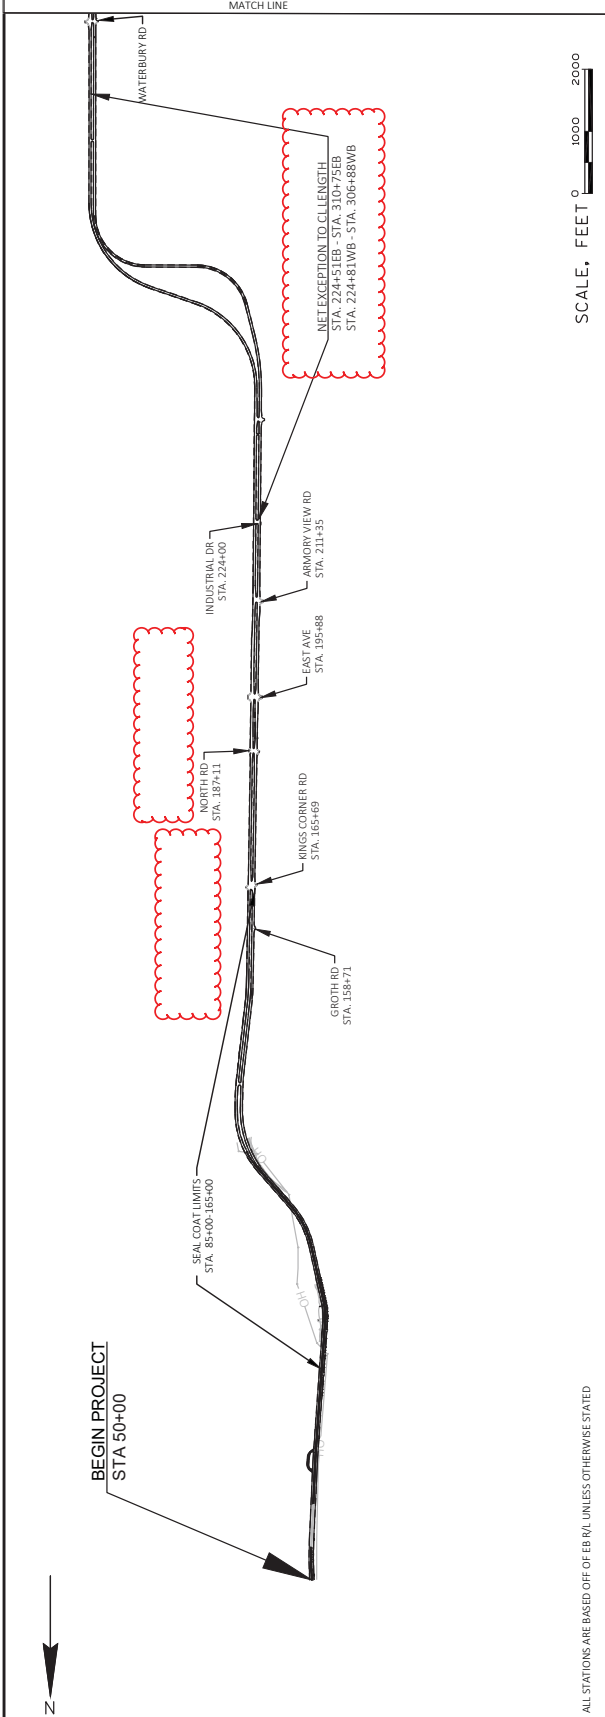 MATCH LINE
WATERBURY RD
NET EXCEPTION TO CL LENGTH
STA. 224+51EB - STA. 310+75EB
STA. 224+81WB - STA. 306+88WB
0 1000 2000
SCALE, FEET
INDUSTRIAL DR
STA. 224+00
ARMORY VIEW RD
STA. 211+35
EAST AVE
STA. 195+88
NORTH RD
STA. 187+11
KINGS CORNER RD
STA. 165+69
GROTH RD
STA. 158+71
SEAL COAT LIMITS
STA. 85+00-165+00
OH
OH
OH
BEGIN PROJECT
STA 50+00
N
ALL STATIONS ARE BASED OFF OF EB R/L UNLESS OTHERWISE STATED